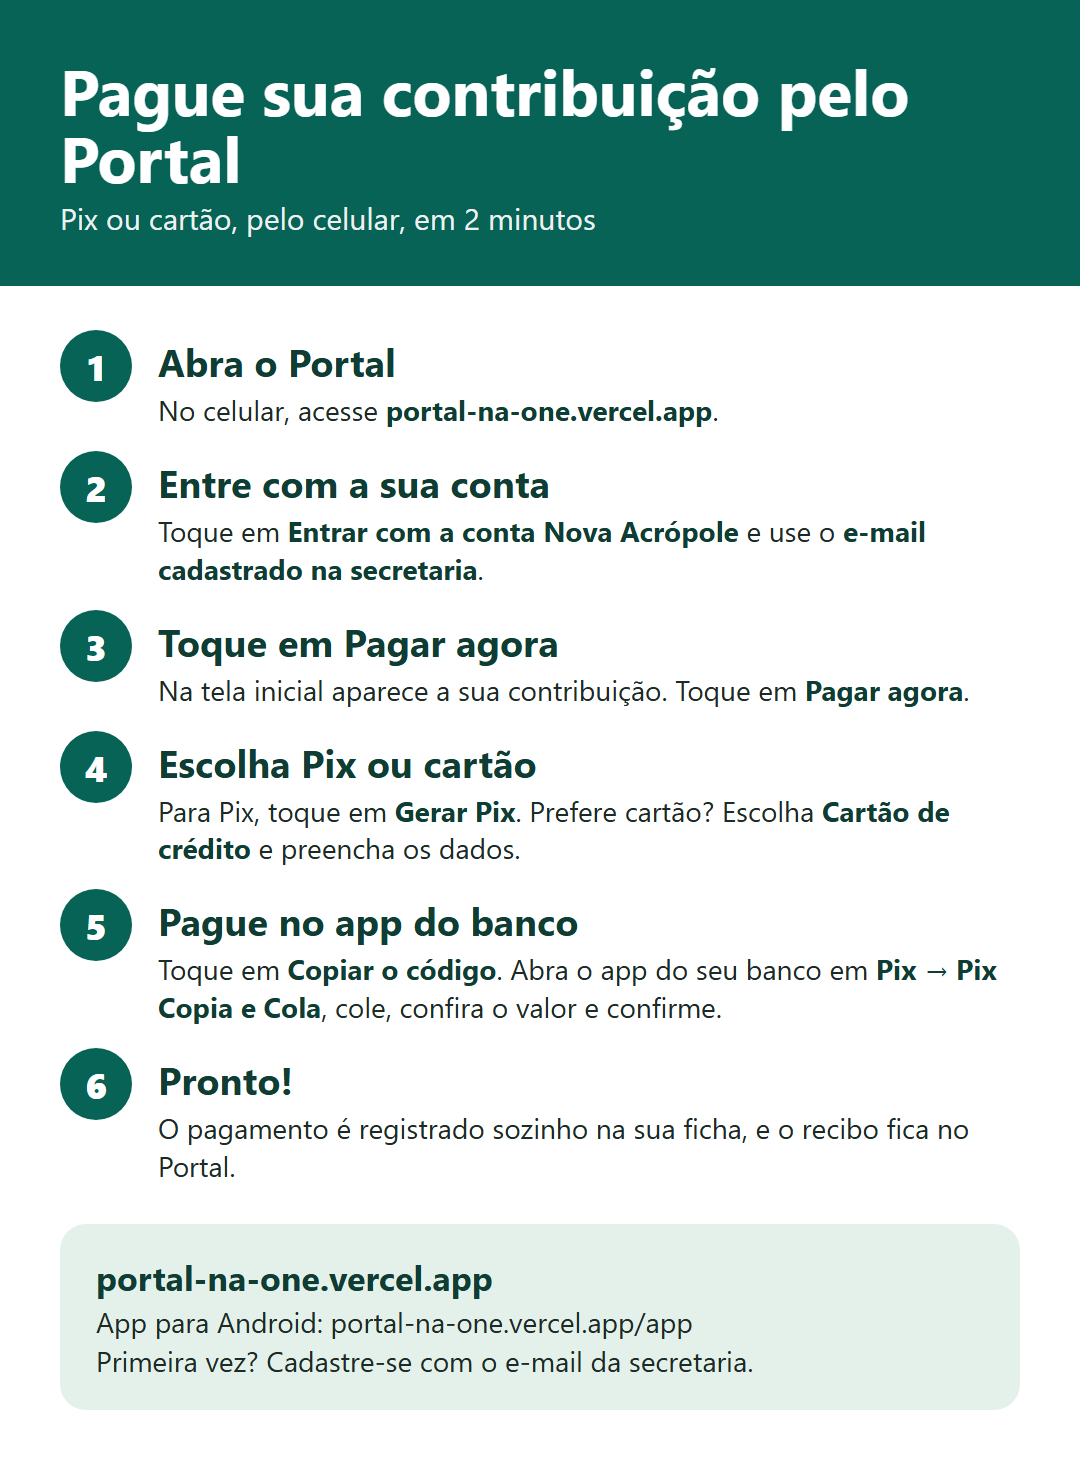 Pague sua contribuição pelo
Portal
Pix ou cartão, pelo celular, em 2 minutos
1
Abra o Portal
No celular, acesse portal-na-one.vercel.app.
2
Entre com a sua conta
Toque em Entrar com a conta Nova Acrópole e use o e-mail
cadastrado na secretaria.
3
Toque em Pagar agora
Na tela inicial aparece a sua contribuição. Toque em Pagar agora.
4
Escolha Pix ou cartão
Para Pix, toque em Gerar Pix. Prefere cartão? Escolha Cartão de
crédito e preencha os dados.
5
Pague no app do banco
Toque em Copiar o código. Abra o app do seu banco em Pix → Pix
Copia e Cola, cole, confira o valor e confirme.
6
Pronto!
O pagamento é registrado sozinho na sua ficha, e o recibo fica no
Portal.
portal-na-one.vercel.app
App para Android: portal-na-one.vercel.app/app
Primeira vez? Cadastre-se com o e-mail da secretaria.